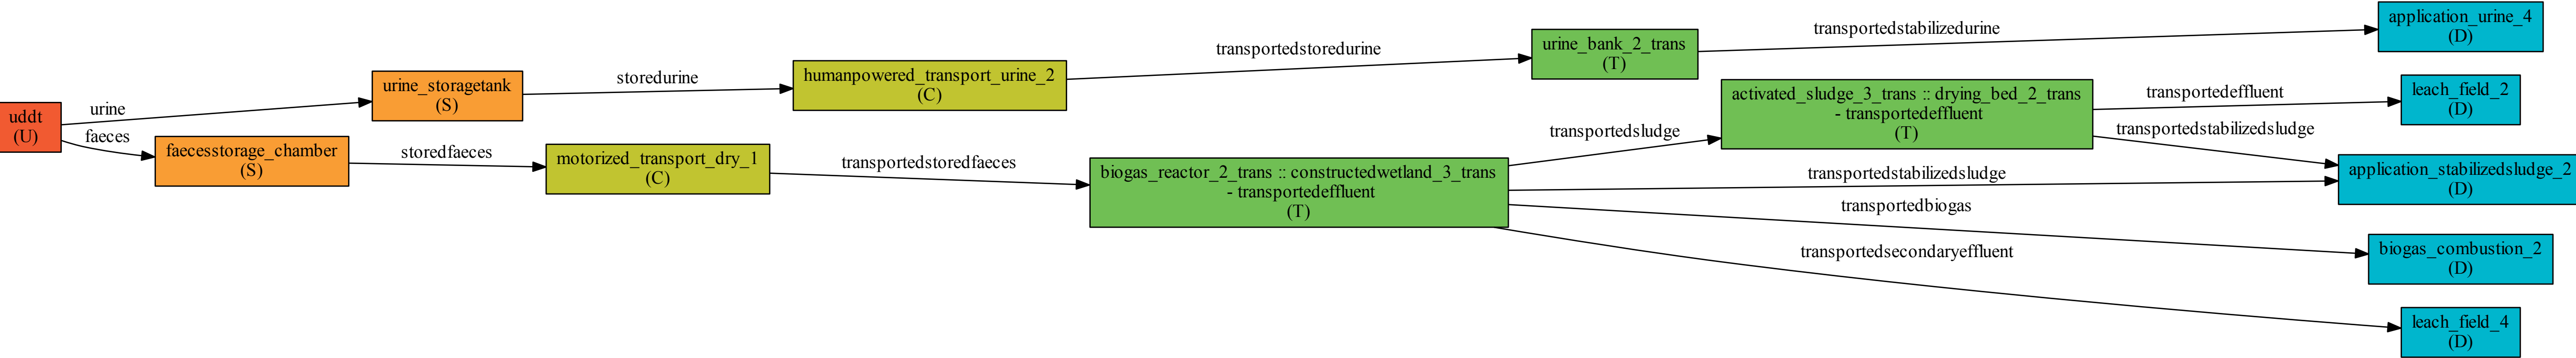 uddt
(U)
urine
faeces
urine_storagetank
(S)
faecesstorage_chamber
(S)
storedurine
storedfaeces
humanpowered_transport_urine_2
(C)
motorized_transport_dry_1
(C)
transportedstoredurine
transportedstoredfaeces
urine_bank_2_trans
(T)
biogas_reactor_2_trans :: constructedwetland_3_trans
- transportedeffluent
(T)
transportedsludge
activated_sludge_3_trans :: drying_bed_2_trans
- transportedeffluent
(T)
transportedstabilizedurine
transportedeffluent
transportedstabilizedsludge
transportedstabilizedsludge
transportedbiogas
transportedsecondaryeffluent
application_urine_4
(D)
leach_field_2
(D)
application_stabilizedsludge_2
(D)
biogas_combustion_2
(D)
leach_field_4
(D)